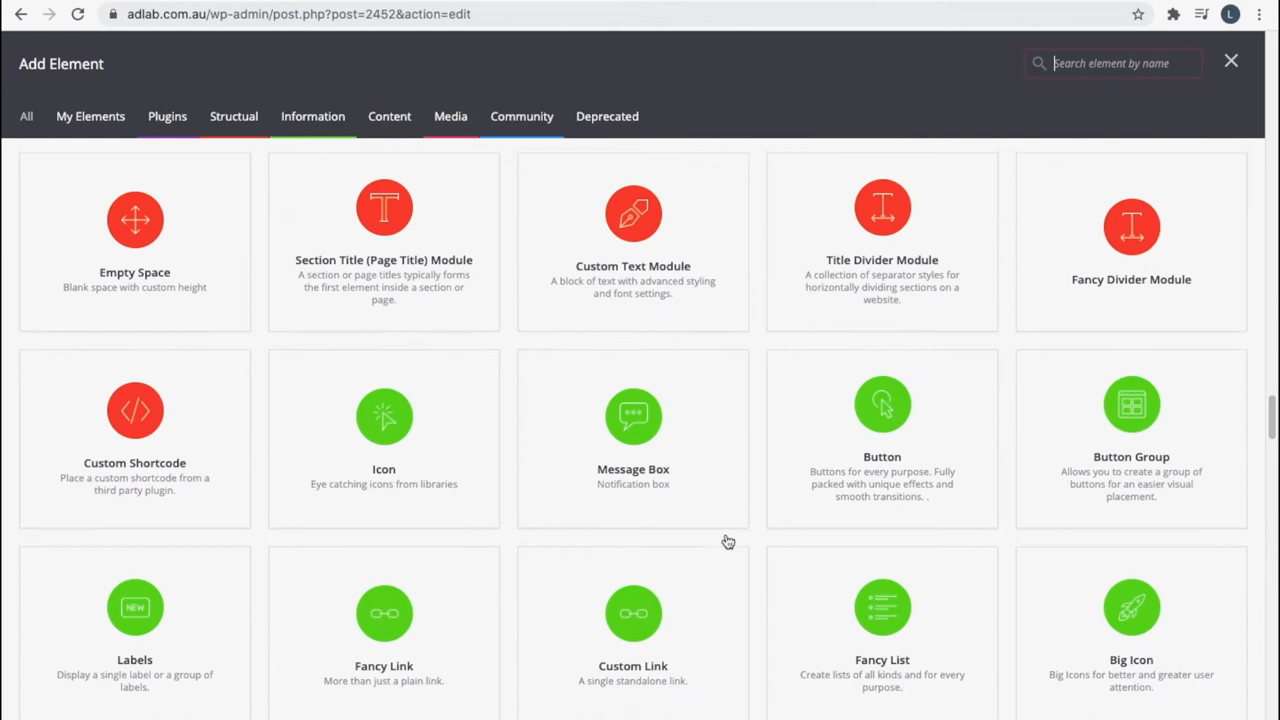 adlab.com.au/wp-admin/post.php?post=2452&action=edit
L
Add Element
Search element by name
All
My Elements
Plugins
Structual
Information
Content
Media
Community
Deprecated
Empty Space
Blank space with custom height
Section Title (Page Title) Module
A section or page titles typically forms
the first element inside a section or
page.
Custom Text Module
A block of text with advanced styling
and font settings.
Title Divider Module
A collection of separator styles for
horizontally dividing sections on a
website.
Fancy Divider Module
Custom Shortcode
Place a custom shortcode from a
third party plugin.
Icon
Eye catching icons from libraries
Message Box
Notification box
Button
Buttons for every purpose. Fully
packed with unique effects and
smooth transitions. .
Button Group
Allows you to create a group of
buttons for an easier visual
placement.
NEW
Labels
Display a single label or a group of
labels.
Fancy Link
More than just a plain link.
Custom Link
A single standalone link.
Fancy List
Create lists of all kinds and for every
purpose.
Big Icon
Big Icons for better and greater user
attention.